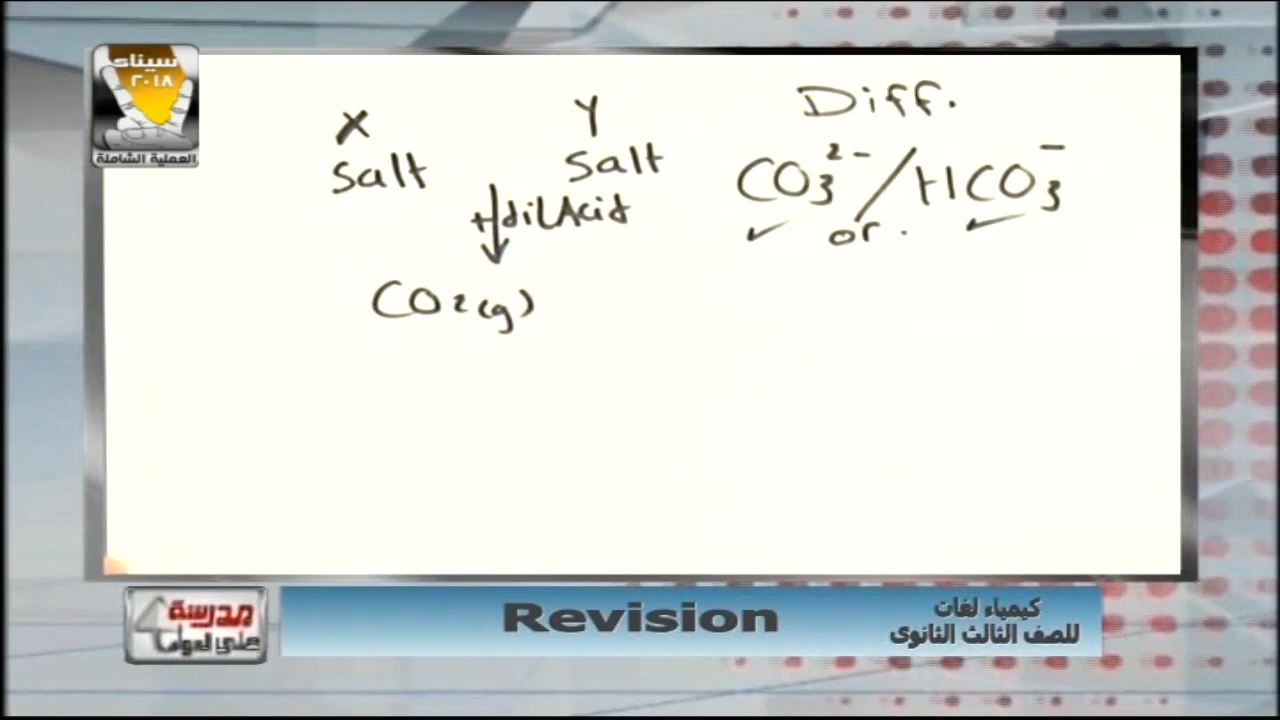 سيناء
٢٠١٨
العملية الشاملة
X Y Diff.
Salt Salt CO3 2- / HCO3 -
+ dil Acid or.
CO2(g)
مدرسة
على الهواء
Revision
كيمياء لغات
للصف الثالث الثانوى